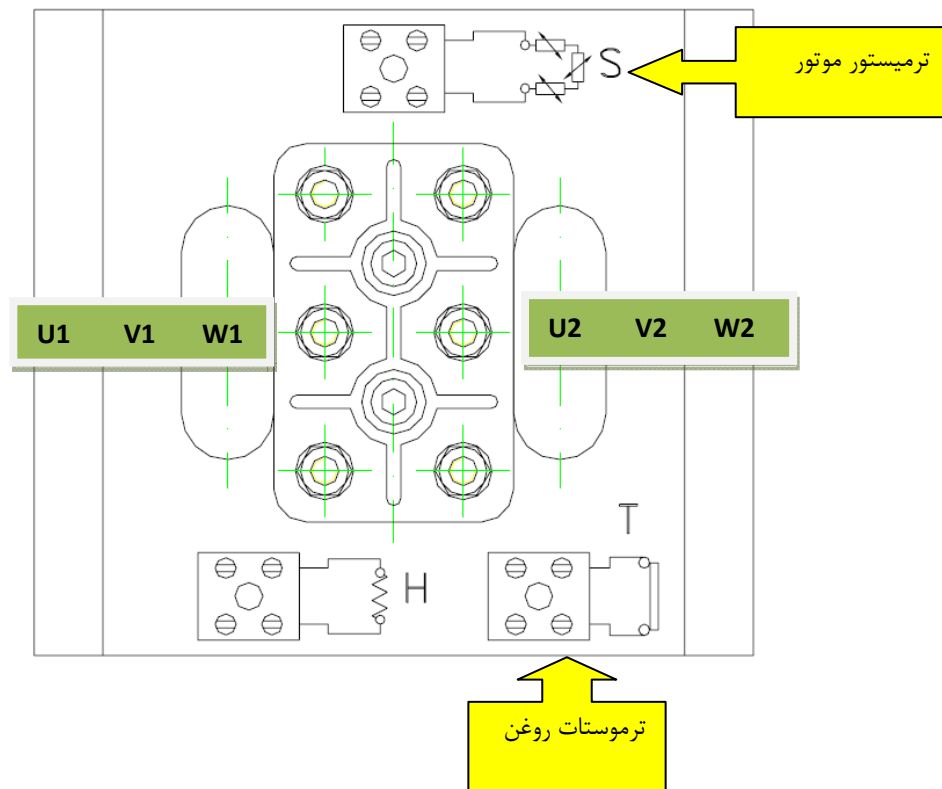 S
ترمیستور موتور
U1 V1 W1
U2 V2 W2
T
H
ترموستات روغن